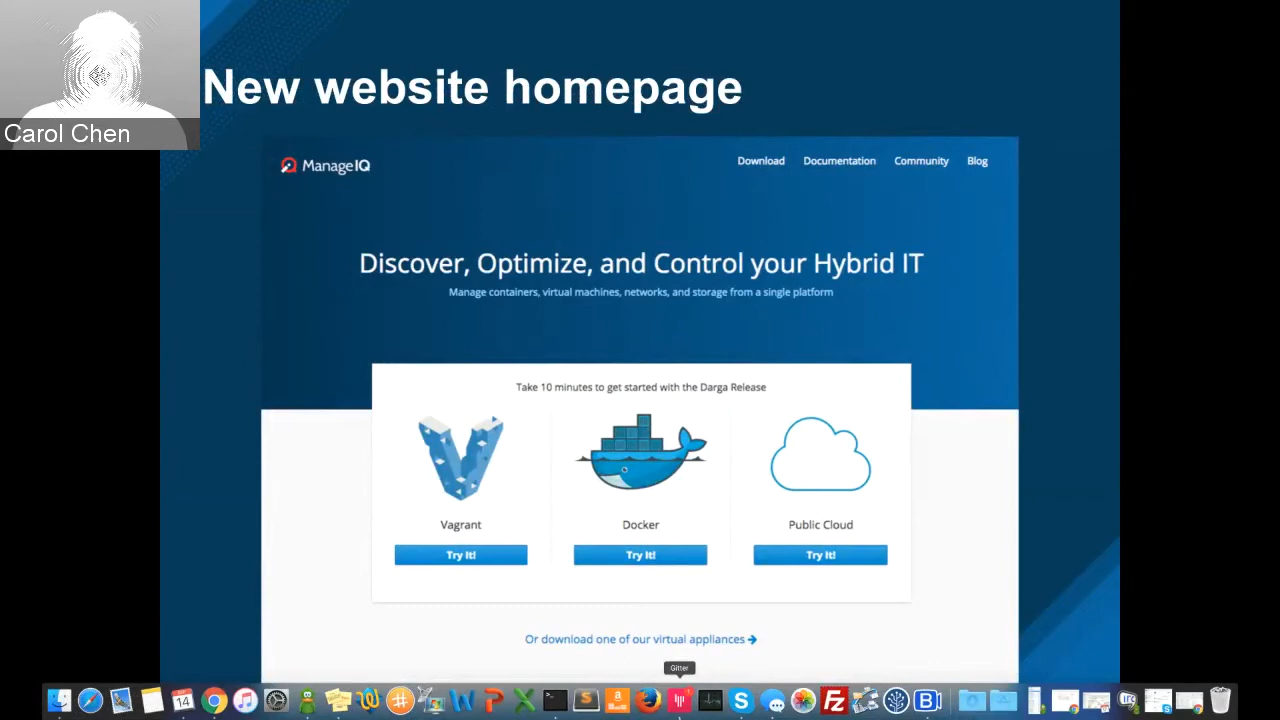 New website homepage
Carol Chen
ManageIQ
Download Documentation Community Blog
Discover, Optimize, and Control your Hybrid IT
Manage containers, virtual machines, networks, and storage from a single platform
Take 10 minutes to get started with the Darga Release
Vagrant Docker Public Cloud
Try It! Try It! Try It!
Or download one of our virtual appliances
Gitter
14